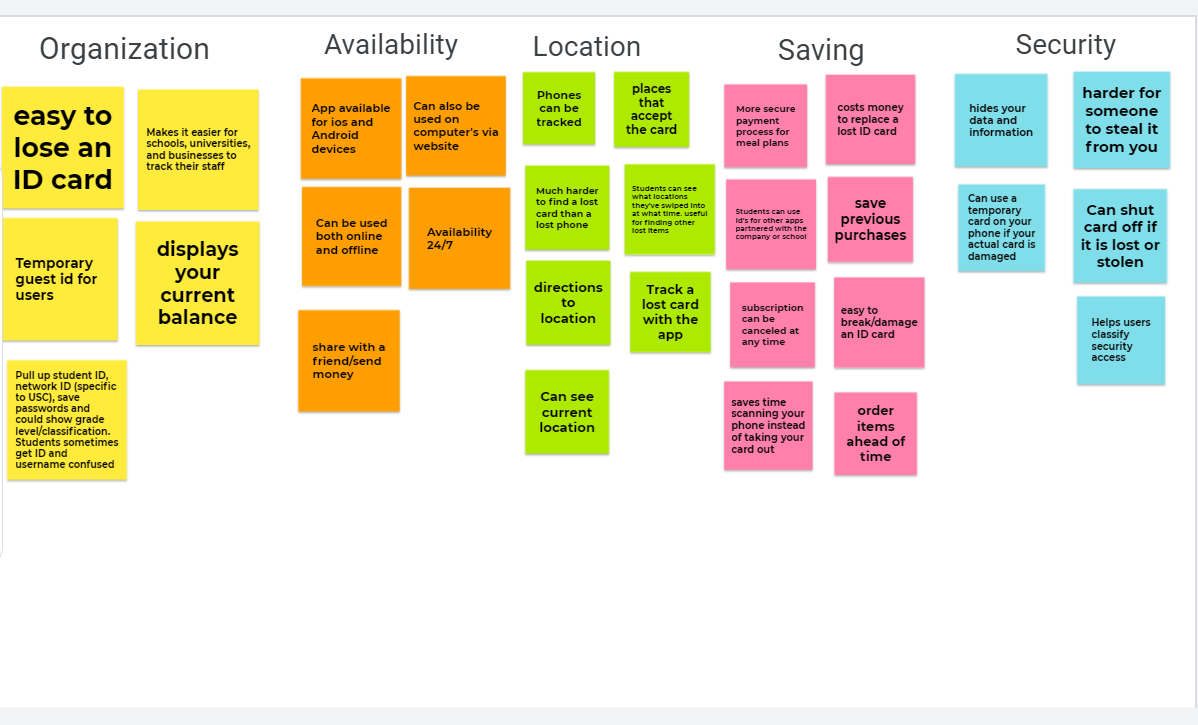 Organization
easy to
lose an
ID card
Makes it easier for
schools, universities,
and businesses to
track their staff
Temporary
guest id for
users
displays
your
current
balance
Pull up student ID,
network ID (specific
to USC), save
passwords and
could show grade
level/classification.
Students sometimes
get ID and
username confused
Availability
App available
for ios and
Android
devices
Can also be
used on
computer's via
website
Can be used
both online
and offline
Availability
24/7
share with a
friend/send
money
Location
Phones
can be
tracked
places
that
accept
the card
Much harder
to find a lost
card than a
lost phone
Students can see
what locations
they've swiped into
at what time. useful
for finding other
lost items
directions
to
location
Track a
lost card
with the
app
Can see
current
location
Saving
More secure
payment
process for
meal plans
costs money
to replace a
lost ID card
Students can use
id's for other apps
partnered with the
company or school
save
previous
purchases
subscription
can be
canceled at
any time
easy to
break/damage
an ID card
saves time
scanning your
phone instead
of taking your
card out
order
items
ahead of
time
Security
hides your
data and
information
harder for
someone
to steal it
from you
Can use a
temporary
card on your
phone if your
actual card is
damaged
Can shut
card off if
it is lost or
stolen
Helps users
classify
security
access